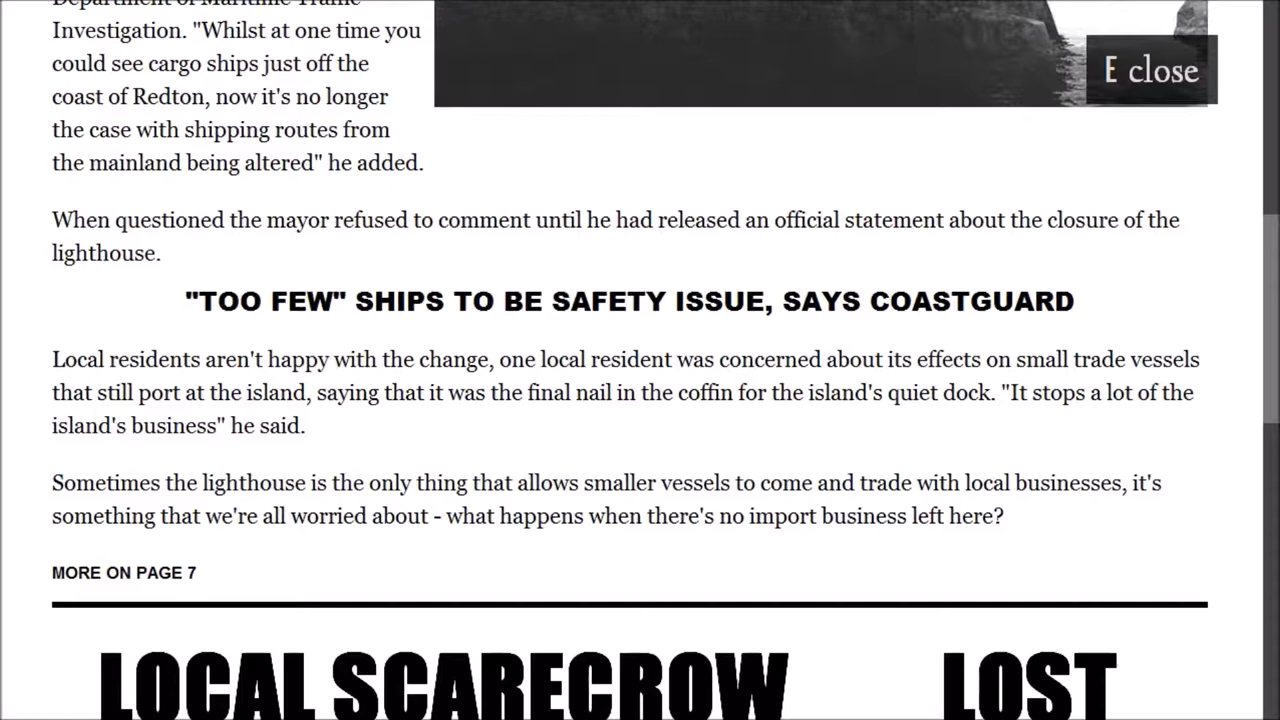 Department of Maritime Traffic
Investigation. "Whilst at one time you
could see cargo ships just off the
coast of Redton, now it's no longer
the case with shipping routes from
the mainland being altered" he added.
E close
When questioned the mayor refused to comment until he had released an official statement about the closure of the
lighthouse.
"TOO FEW" SHIPS TO BE SAFETY ISSUE, SAYS COASTGUARD
Local residents aren't happy with the change, one local resident was concerned about its effects on small trade vessels
that still port at the island, saying that it was the final nail in the coffin for the island's quiet dock. "It stops a lot of the
island's business" he said.
Sometimes the lighthouse is the only thing that allows smaller vessels to come and trade with local businesses, it's
something that we're all worried about - what happens when there's no import business left here?
MORE ON PAGE 7
LOCAL SCARECROW
LOST